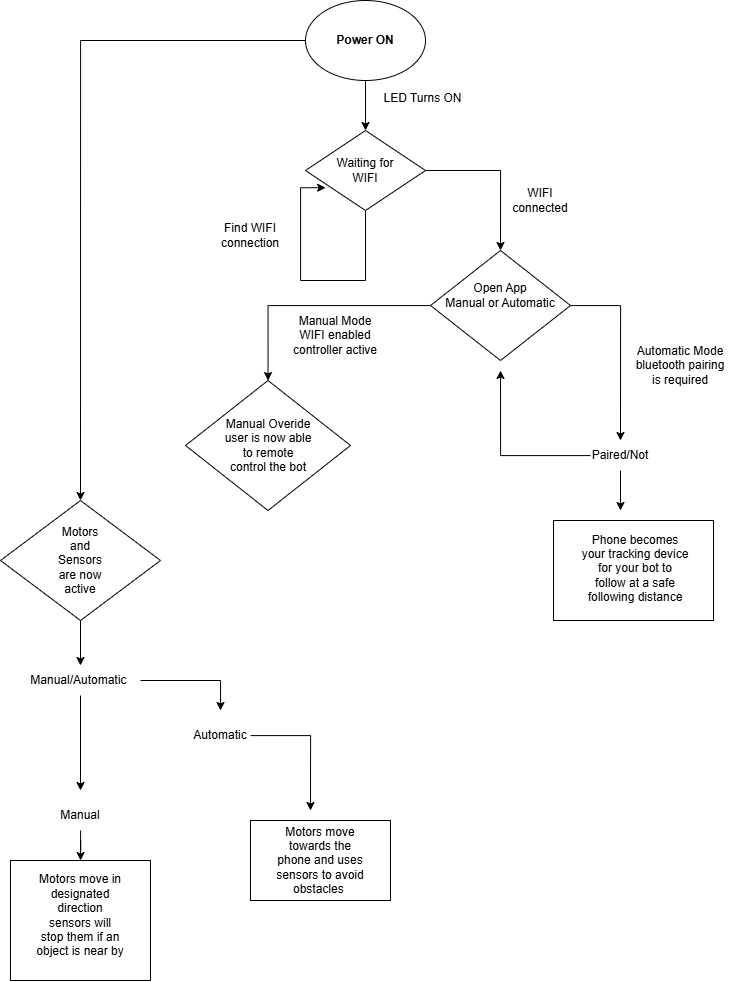 Power ON
LED Turns ON
Waiting for
WIFI
WIFI
connected
Find WIFI
connection
Open App
Manual or Automatic
Manual Mode
WIFI enabled
controller active
Automatic Mode
bluetooth pairing
is required
Manual Overide
user is now able
to remote
control the bot
Paired/Not
Phone becomes
your tracking device
for your bot to
follow at a safe
following distance
Motors
and
Sensors
are now
active
Manual/Automatic
Automatic
Manual
Motors move
towards the
phone and uses
sensors to avoid
obstacles
Motors move in
designated
direction
sensors will
stop them if an
object is near by